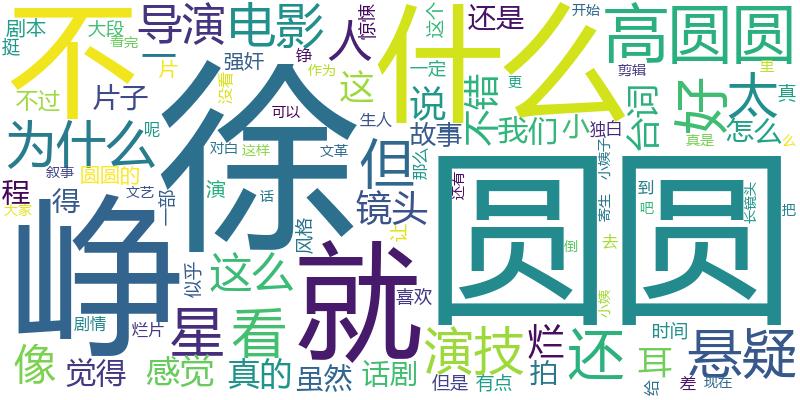 剧本
大段
导演
电影
惊悚
还是
这个
开始
挺
看完
一
人
不
什么
高圆圆
强奸
铮
片
没看
作为
一定
更
剪辑
里
不过
片子
这
说
不错
台词
好
太
真
徐
可以
为什么
呢
但
生人
故事
我们
小
独白
怎么
对白
这样
文革
那么
真是
么
叙事
圆圆的
程
得
文艺
一部
演
话
镜头
还有
小姨子
寄生
到
吧
长镜头
把
大家
峥
就
圆圆
风格
让
倒
去
似乎
这么
喜欢
小姨
剧情
烂片
星
看
演技
烂
还
时间
悬疑
像
觉得
感觉
真的
虽然
话剧
但是
有点
拍
耳
给
差
现在